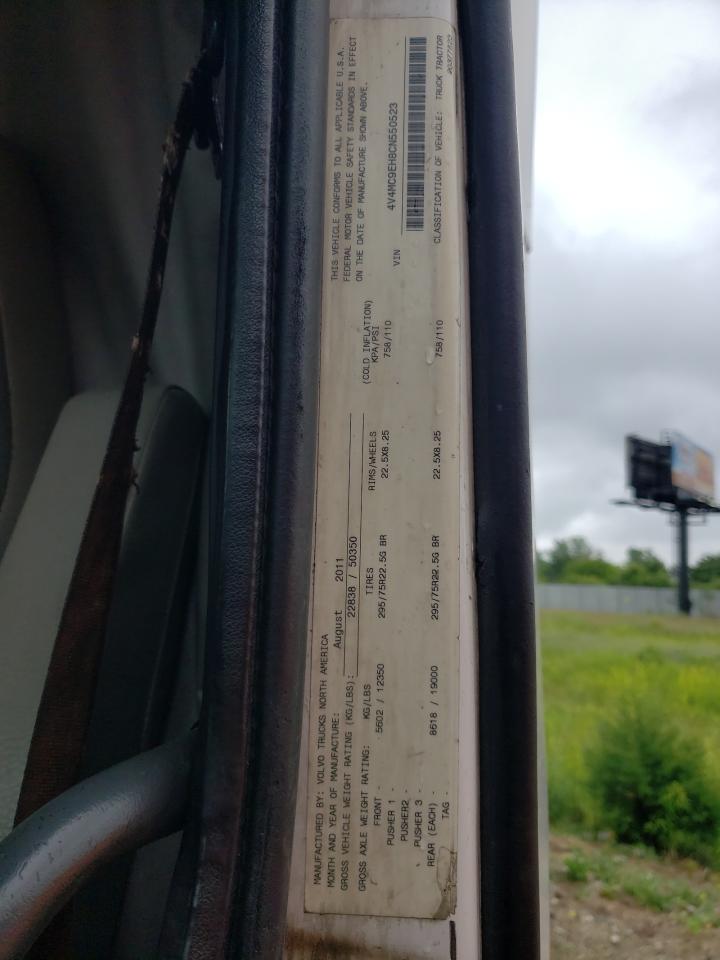 MANUFACTURED BY: VOLVO TRUCKS NORTH AMERICA
MONTH AND YEAR OF MANUFACTURE: August 2011
GROSS VEHICLE WEIGHT RATING (KG/LBS): 22838 / 50350
GROSS AXLE WEIGHT RATING: KG/LBS TIRES RIMS/WHEELS (COLD INFLATION) KPA/PSI
FRONT - 5602 / 12350 295/75R22.5G BR 22.5X8.25 758/110
PUSHER 1 -
PUSHER2
PUSHER 3 -
REAR (EACH) - 8618 / 19000 295/75R22.5G BR 22.5X8.25 758/110
TAG -
THIS VEHICLE CONFORMS TO ALL APPLICABLE U.S.A.
FEDERAL MOTOR VEHICLE SAFETY STANDARDS IN EFFECT
ON THE DATE OF MANUFACTURE SHOWN ABOVE.
VIN 4V4MC9EH8CN550523
CLASSIFICATION OF VEHICLE: TRUCK TRACTOR